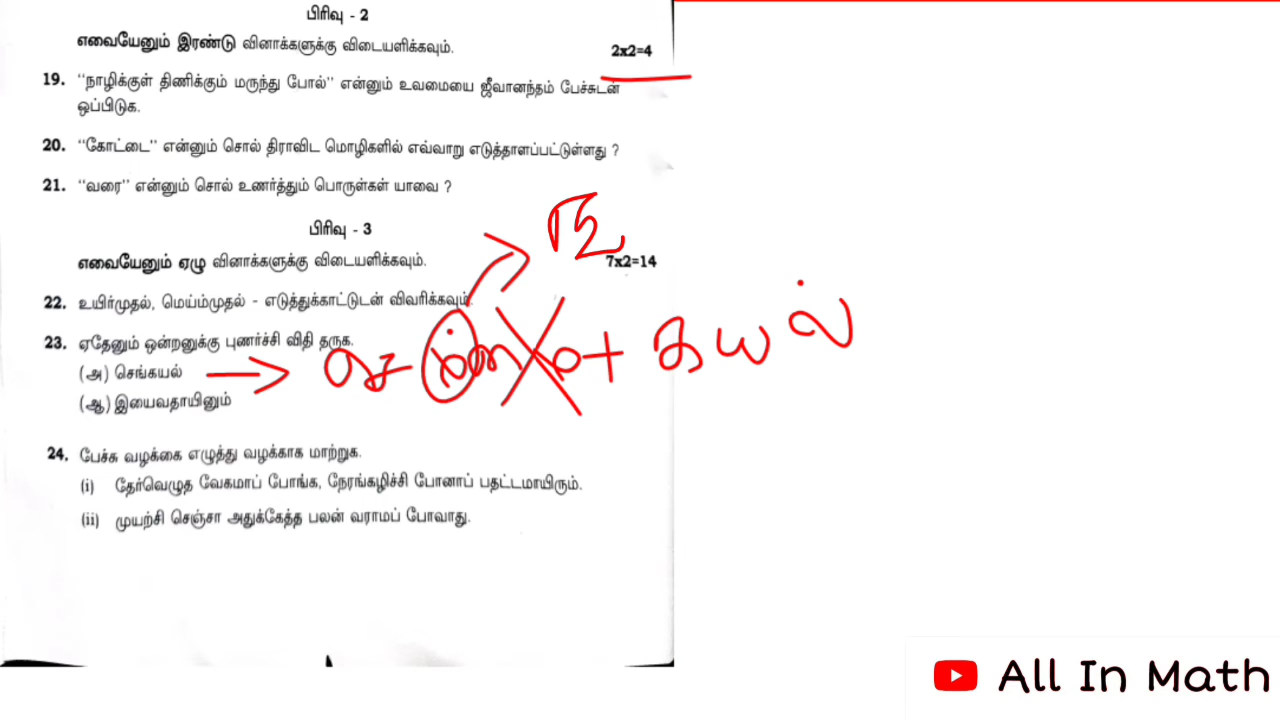 பிரிவு - 2
எவையேனும் இரண்டு வினாக்களுக்கு விடையளிக்கவும். 2x2=4
19. “நாழிக்குள் திணிக்கும் மருந்து போல்” என்னும் உவமையை ஜீவானந்தம் பேச்சுடன்
ஒப்பிடுக.
20. “கோட்டை” என்னும் சொல் திராவிட மொழிகளில் எவ்வாறு எடுத்தாளப்பட்டுள்ளது ?
21. “வரை” என்னும் சொல் உணர்த்தும் பொருள்கள் யாவை ?
பிரிவு - 3
எவையேனும் ஏழு வினாக்களுக்கு விடையளிக்கவும். 7x2=14
22. உயிர்முதல், மெய்ம்முதல் - எடுத்துக்காட்டுடன் விவரிக்கவும்.
23. ஏதேனும் ஒன்றனுக்கு புணர்ச்சி விதி தருக.
(அ) செங்கயல்
+ கயல்
(ஆ) இயைவதாயினும்
24. பேச்சு வழக்கை எழுத்து வழக்காக மாற்றுக.
(i) தேர்வெழுத வேகமாப் போங்க, நேரங்கழிச்சி போனாப் பதட்டமாயிரும்.
(ii) முயற்சி செஞ்சா அதுக்கேத்த பலன் வராமப் போவாது.
All In Math